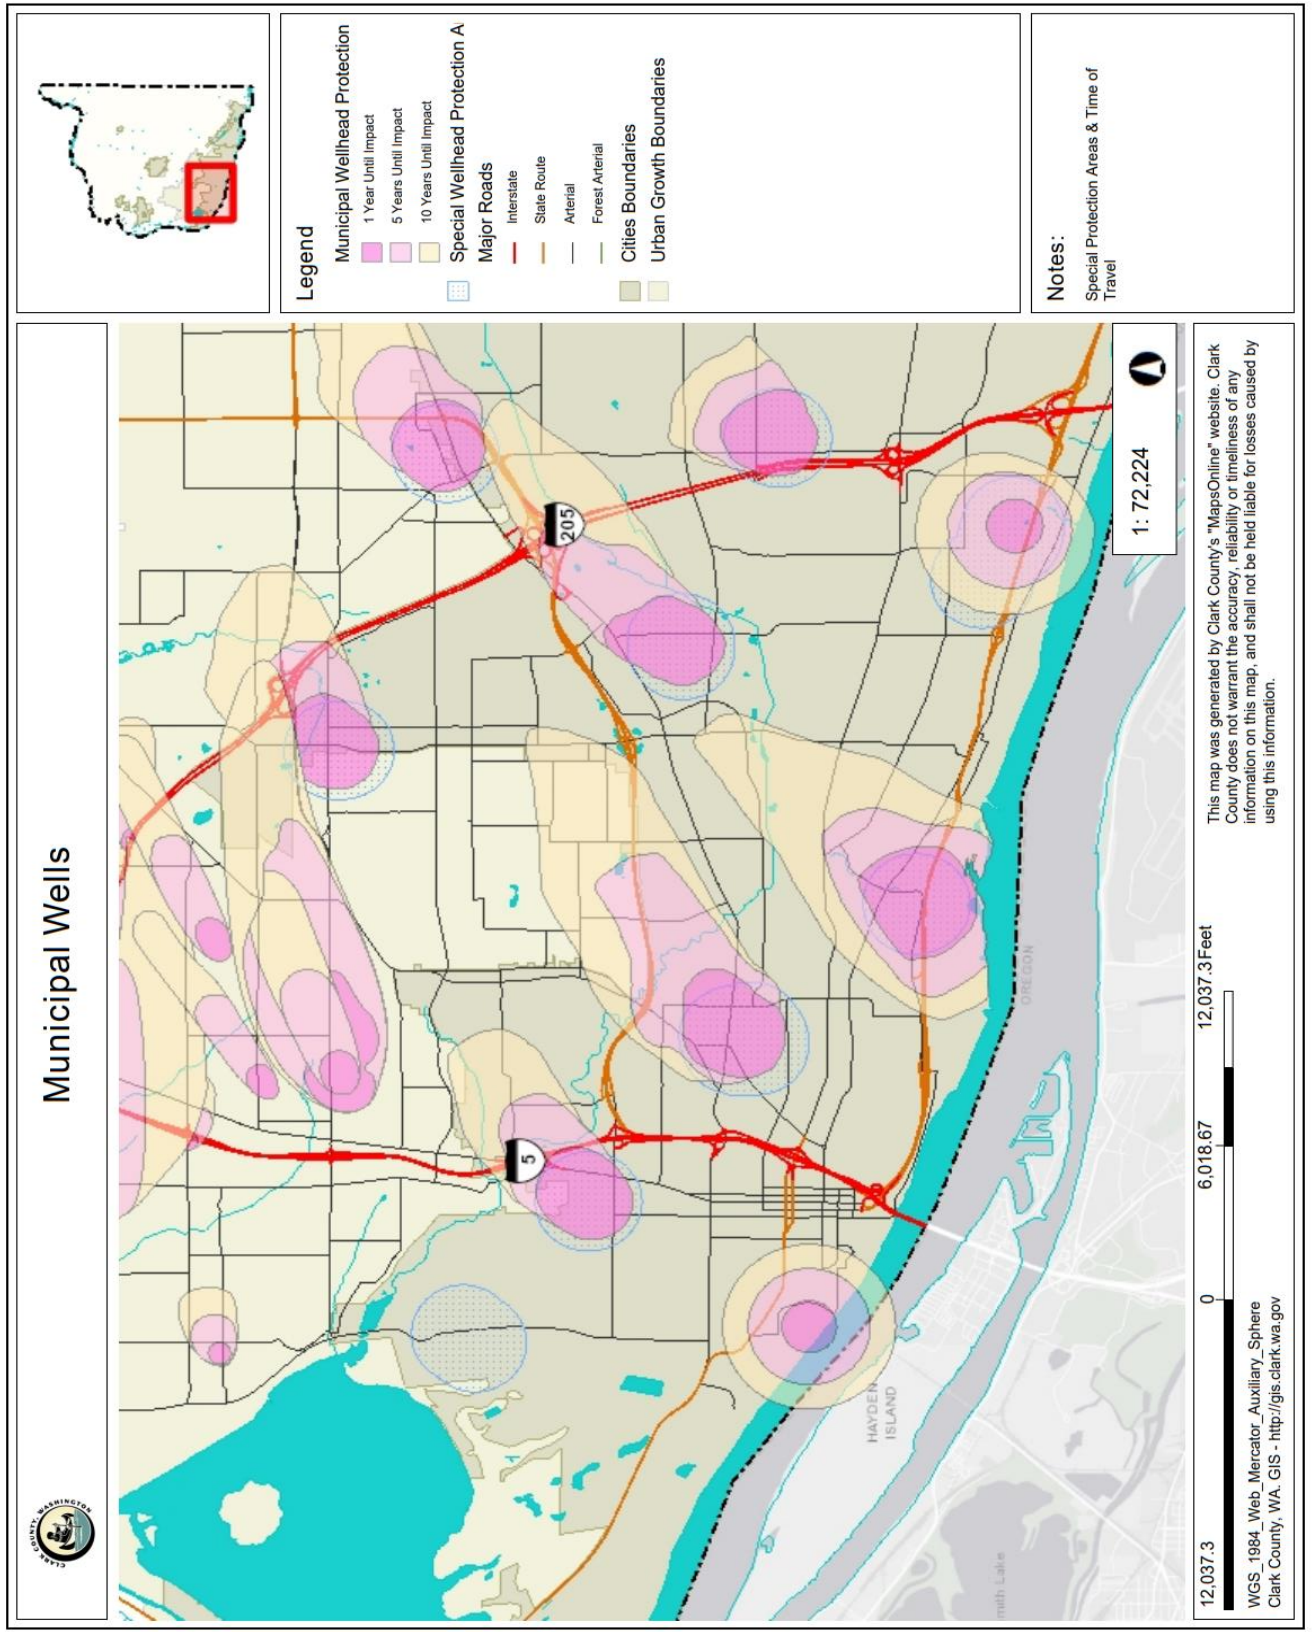 Municipal Wells
CLARK COUNTY, WASHINGTON
Legend
Municipal Wellhead Protection
1 Year Until Impact
5 Years Until Impact
10 Years Until Impact
Special Wellhead Protection A
Major Roads
Interstate
State Route
Arterial
Forest Arterial
Cities Boundaries
Urban Growth Boundaries
Notes:
Special Protection Areas & Time of
Travel
205
5
OREGON
HAYDEN
ISLAND
mith Lake
1: 72,224
12,037.3
0
6,018.67
12,037.3 Feet
WGS_1984_Web_Mercator_Auxiliary_Sphere
Clark County, WA. GIS - http://gis.clark.wa.gov
This map was generated by Clark County's "MapsOnline" website. Clark
County does not warrant the accuracy, reliability or timeliness of any
information on this map, and shall not be held liable for losses caused by
using this information.